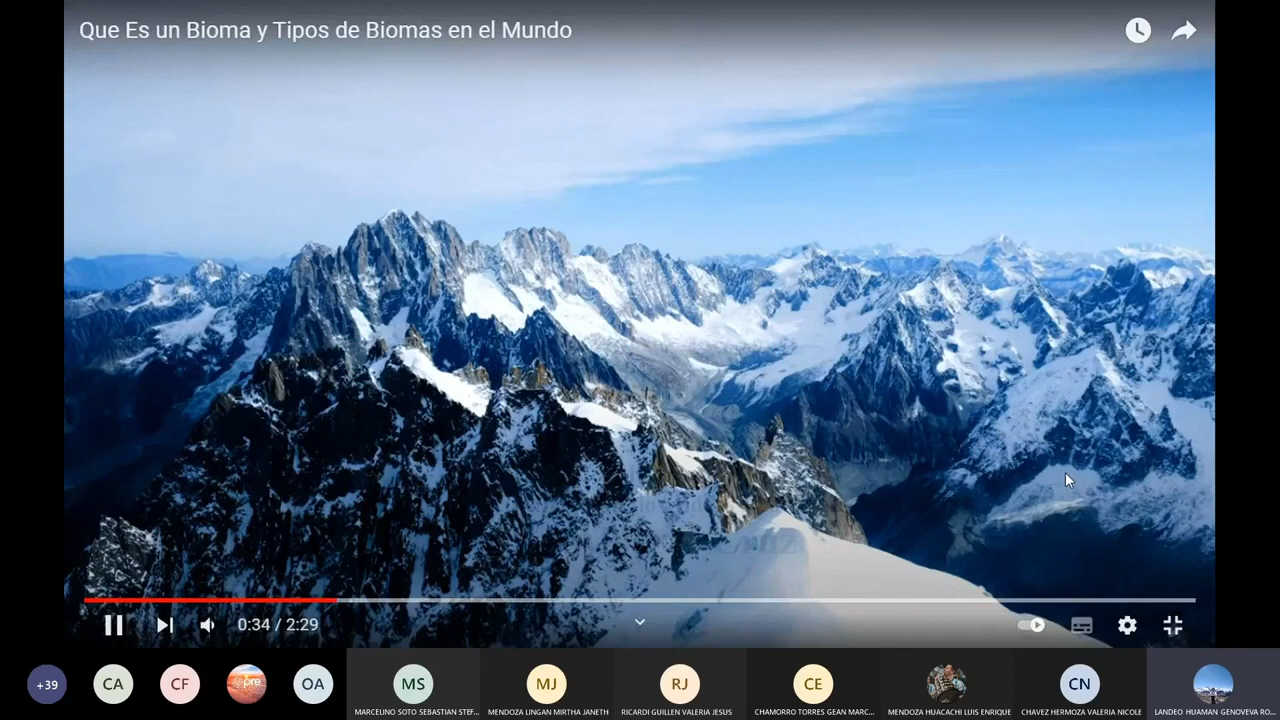 Que Es un Bioma y Tipos de Biomas en el Mundo
0:34 / 2:29
+39
CA
CF
pre
OA
MS
MJ
RJ
CE
CN
MARCELINO SOTO SEBASTIAN STEF...
MENDOZA LINGAN MIRTHA JANETH
RICARDI GUILLEN VALERIA JESUS
CHAMORRO TORRES GEAN MARC...
MENDOZA HUACACHI LUIS ENRIQUE
CHAVEZ HERMOZA VALERIA NICOLE
LANDEO HUAMAN GENOVEVA RO...